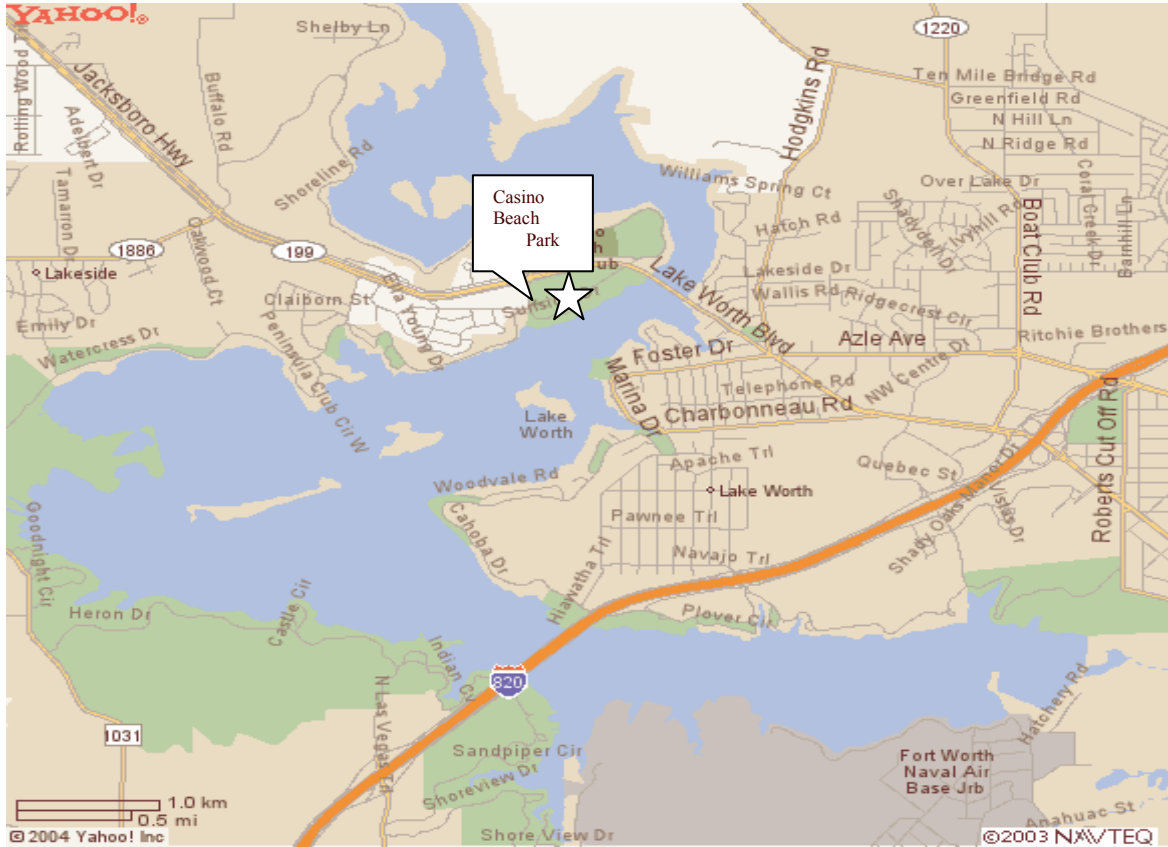 YAHOO!®
Shelby Ln
1220
Rolling Wood Trl
Jacksboro Hwy
Buffalo Rd
Adelbert Dr
Hodgkins Rd
Ten Mile Bridge Rd
Greenfield Rd
N Hill Ln
N Ridge Rd
Shoreline Rd
Tamarron Dr
Williams Spring Ct
Over Lake Dr
Coral Creek Dr
Barnhill Ln
Casino
Beach
Park
Oakwood Ct
Hatch Rd
Shadydell Dr
Ivyhill Rd
Boat Club Rd
1886
199
Lakeside
Lake Worth Blvd
Lakeside Dr
Wallis Rd
Ridgecrest Cir
Claiborn St
Ella Young Dr
Surfside Dr
Emily Dr
Watercress Dr
Peninsula Club Cir W
Foster Dr
Azle Ave
Ritchie Brothers
Marina Dr
Telephone Rd
NW Centre Dr
Charbonneau Rd
Roberts Cut Off Rd
Lake
Worth
Apache Trl
Quebec St
Woodvale Rd
Lake Worth
Shady Oaks Manor Dr
Vistas Dr
Goodnight Cir
Cahoba Dr
Pawnee Trl
Navajo Trl
Hiawatha Trl
Heron Dr
Castle Cir
Plover Cir
Indian Cv
820
N Las Vegas Trl
Hatchery Rd
1031
Sandpiper Cir
Shoreview Dr
Fort Worth
Naval Air
Base Jrb
1.0 km
0.5 mi
Anahuac St
© 2004 Yahoo! Inc
Shore View Dr
©2003 NAVTEQ